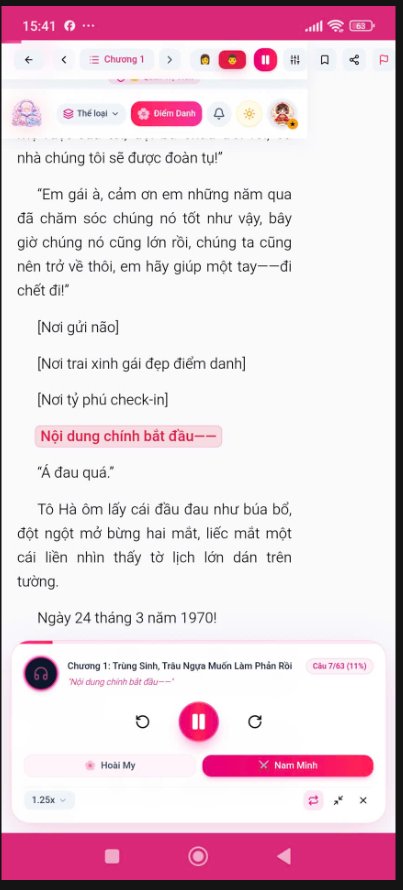 15:41
63
Chương 1
Thể loại
Điểm Danh
nhà chúng tôi sẽ được đoàn tụ!”
“Em gái à, cảm ơn em những năm qua
đã chăm sóc chúng nó tốt như vậy, bây
giờ chúng nó cũng lớn rồi, chúng ta cũng
nên trở về thôi, em hãy giúp một tay——đi
chết đi!”
[Nơi gửi não]
[Nơi trai xinh gái đẹp điểm danh]
[Nơi tỷ phú check-in]
Nội dung chính bắt đầu——
“Á đau quá.”
Tô Hà ôm lấy cái đầu đau như búa bổ,
đột ngột mở bừng hai mắt, liếc mắt một
cái liền nhìn thấy tờ lịch lớn dán trên
tường.
Ngày 24 tháng 3 năm 1970!
Chương 1: Trùng Sinh, Trâu Ngựa Muốn Làm Phản Rồi
Câu 7/63 (11%)
"Nội dung chính bắt đầu——"
Hoài My
Nam Minh
1.25x